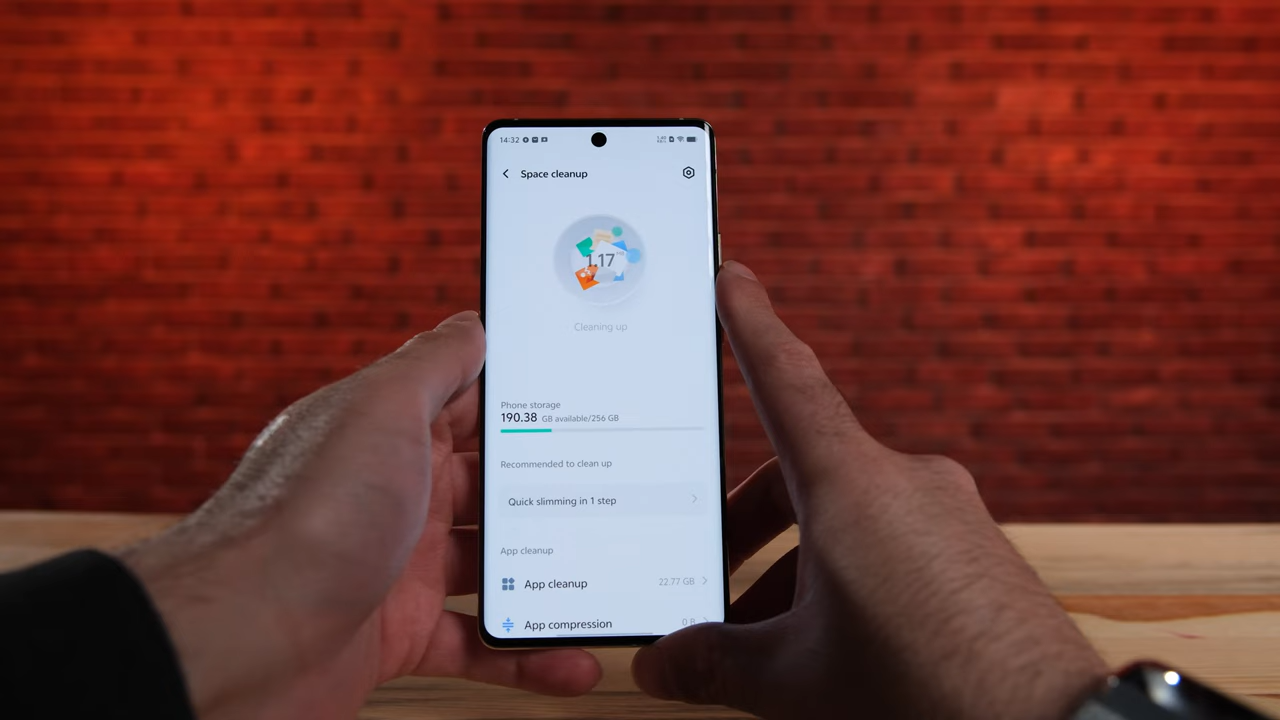 14:32
Space cleanup
1.17
Cleaning up
Phone storage
190.38 GB available/256 GB
Recommended to clean up
Quick slimming in 1 step
App cleanup
App cleanup 22.77 GB
App compression 0 B